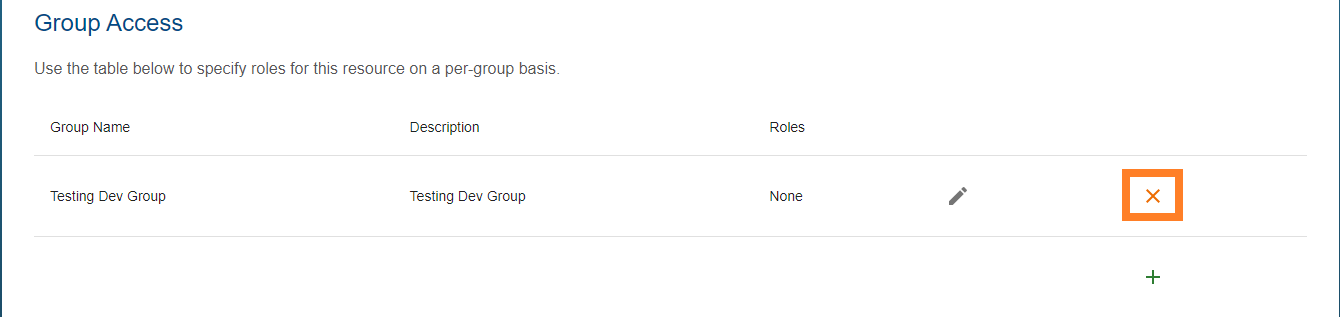 Group Access
Use the table below to specify roles for this resource on a per-group basis.
Group Name Description Roles
Testing Dev Group Testing Dev Group None